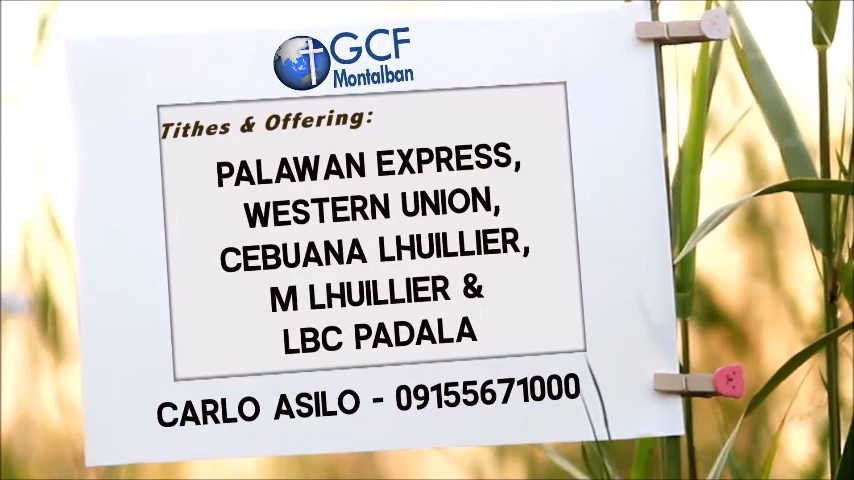 GCF
Montalban
Tithes & Offering:
PALAWAN EXPRESS,
WESTERN UNION,
CEBUANA LHUILLIER,
M LHUILLIER &
LBC PADALA
CARLO ASILO - 09155671000